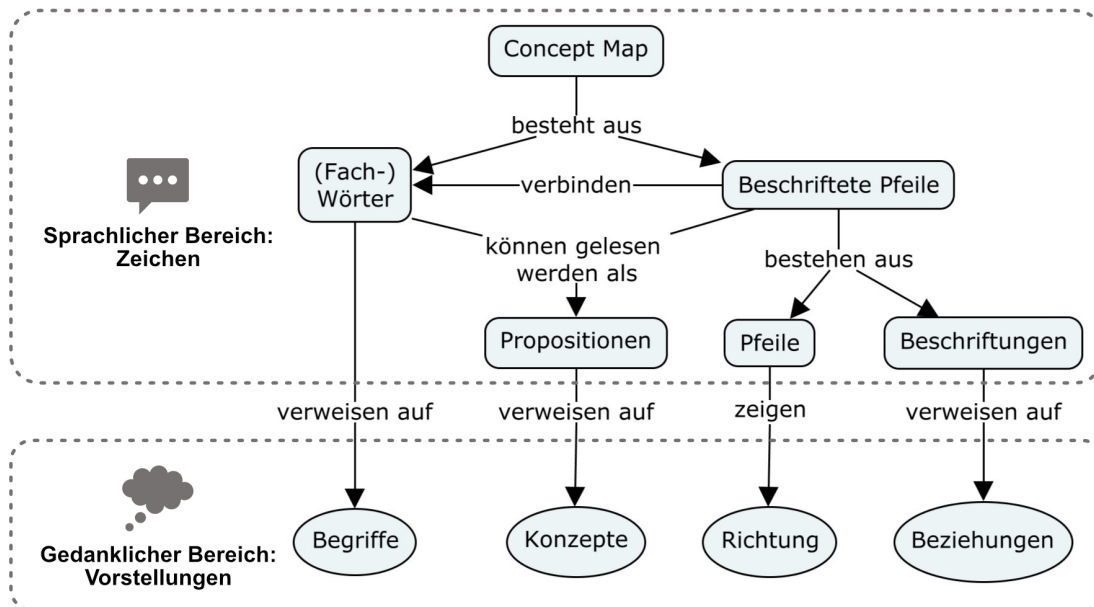 Concept Map
besteht aus
(Fach-)
Wörter
verbinden
Beschriftete Pfeile
Sprachlicher Bereich:
Zeichen
können gelesen
werden als
bestehen aus
Propositionen
Pfeile
Beschriftungen
verweisen auf
verweisen auf
zeigen
verweisen auf
Gedanklicher Bereich:
Vorstellungen
Begriffe
Konzepte
Richtung
Beziehungen